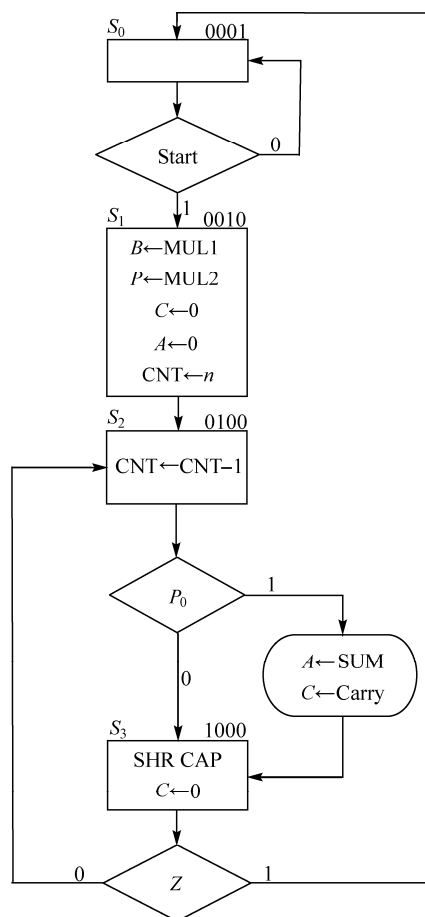 S₀ 0001
Start
0
1
S₁ 0010
B←MUL1
P←MUL2
C←0
A←0
CNT←n
S₂ 0100
CNT←CNT–1
P₀
1
0
A←SUM
C←Carry
S₃ 1000
SHR CAP
C←0
0
Z
1